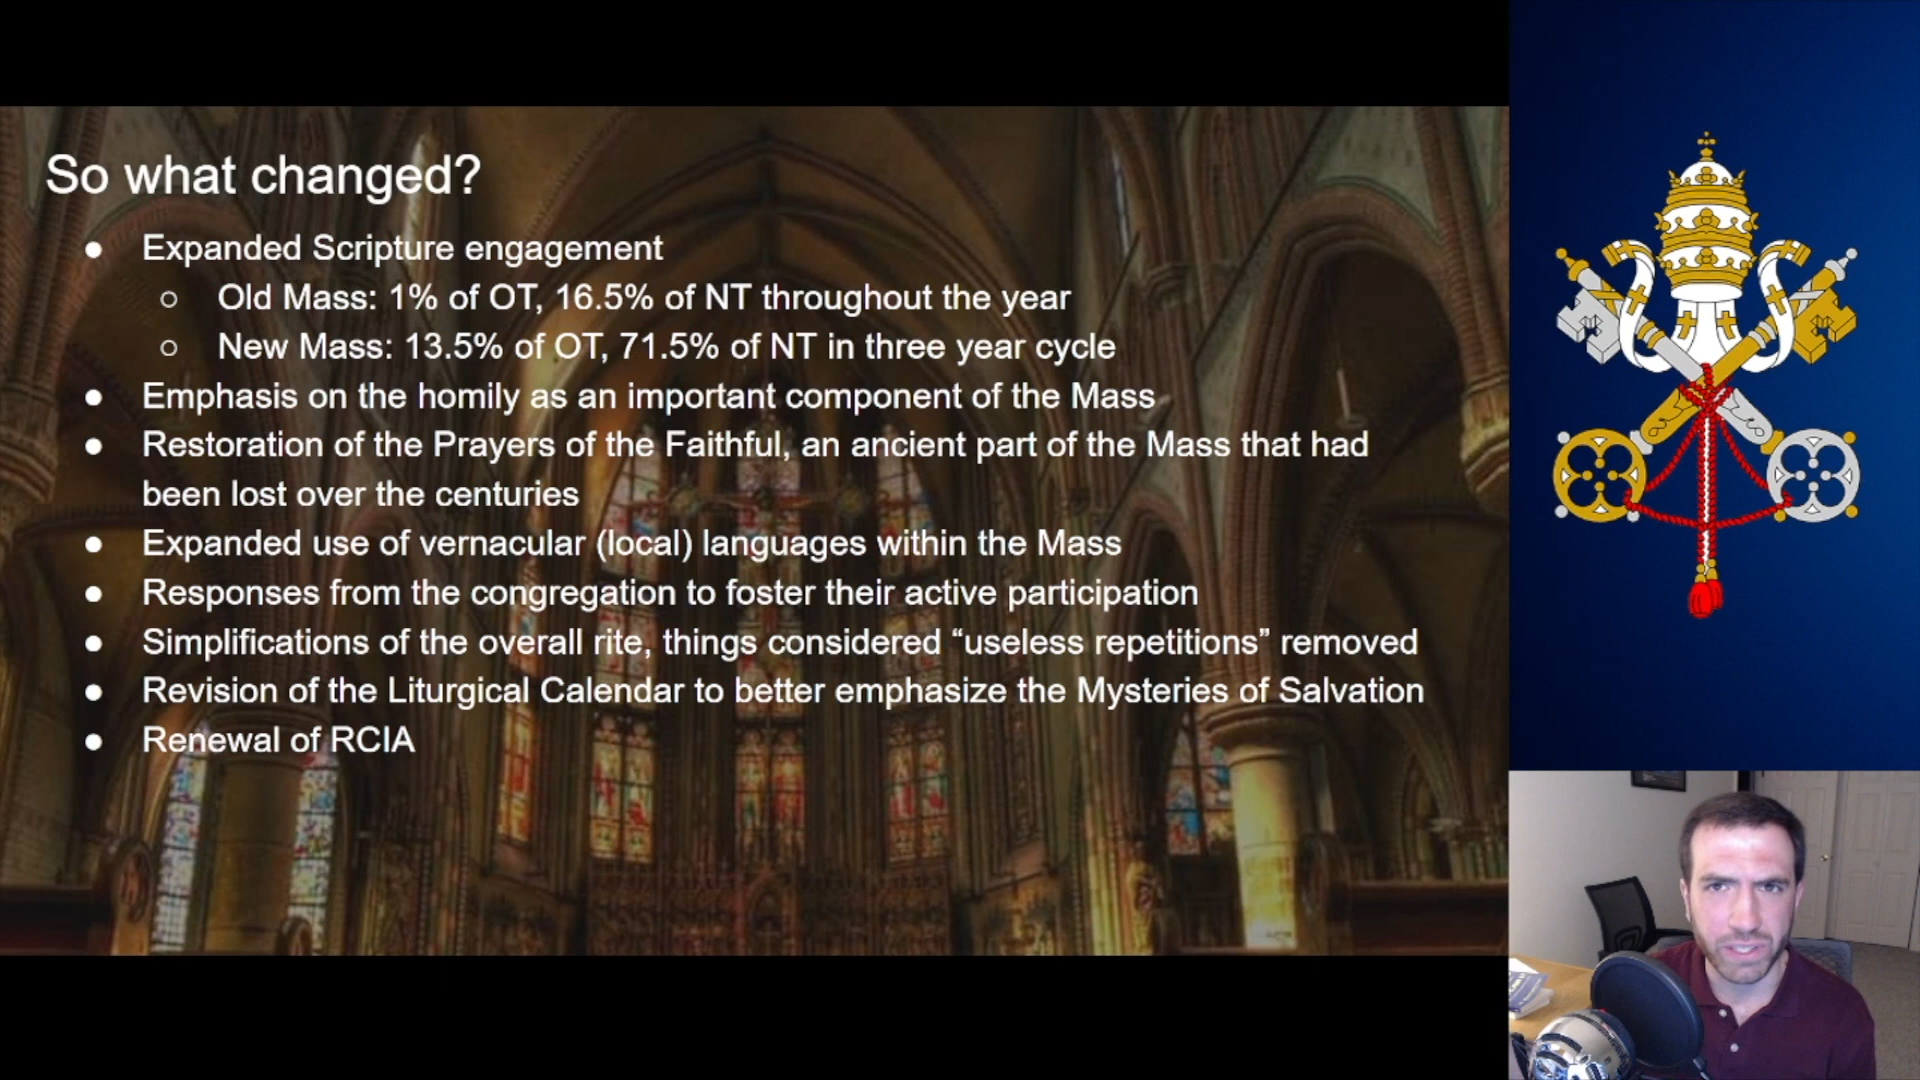 So what changed?
● Expanded Scripture engagement
○ Old Mass: 1% of OT, 16.5% of NT throughout the year
○ New Mass: 13.5% of OT, 71.5% of NT in three year cycle
● Emphasis on the homily as an important component of the Mass
● Restoration of the Prayers of the Faithful, an ancient part of the Mass that had
been lost over the centuries
● Expanded use of vernacular (local) languages within the Mass
● Responses from the congregation to foster their active participation
● Simplifications of the overall rite, things considered “useless repetitions” removed
● Revision of the Liturgical Calendar to better emphasize the Mysteries of Salvation
● Renewal of RCIA